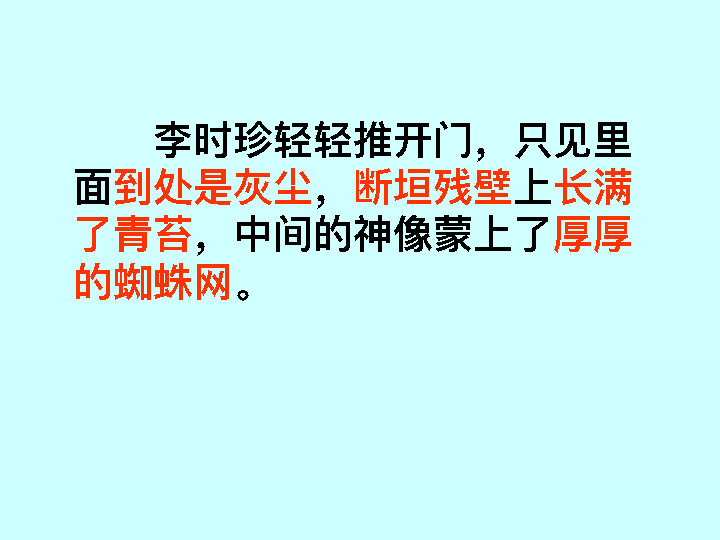 李时珍轻轻推开门，只见里
面到处是灰尘，断垣残壁上长满
了青苔，中间的神像蒙上了厚厚
的蜘蛛网。